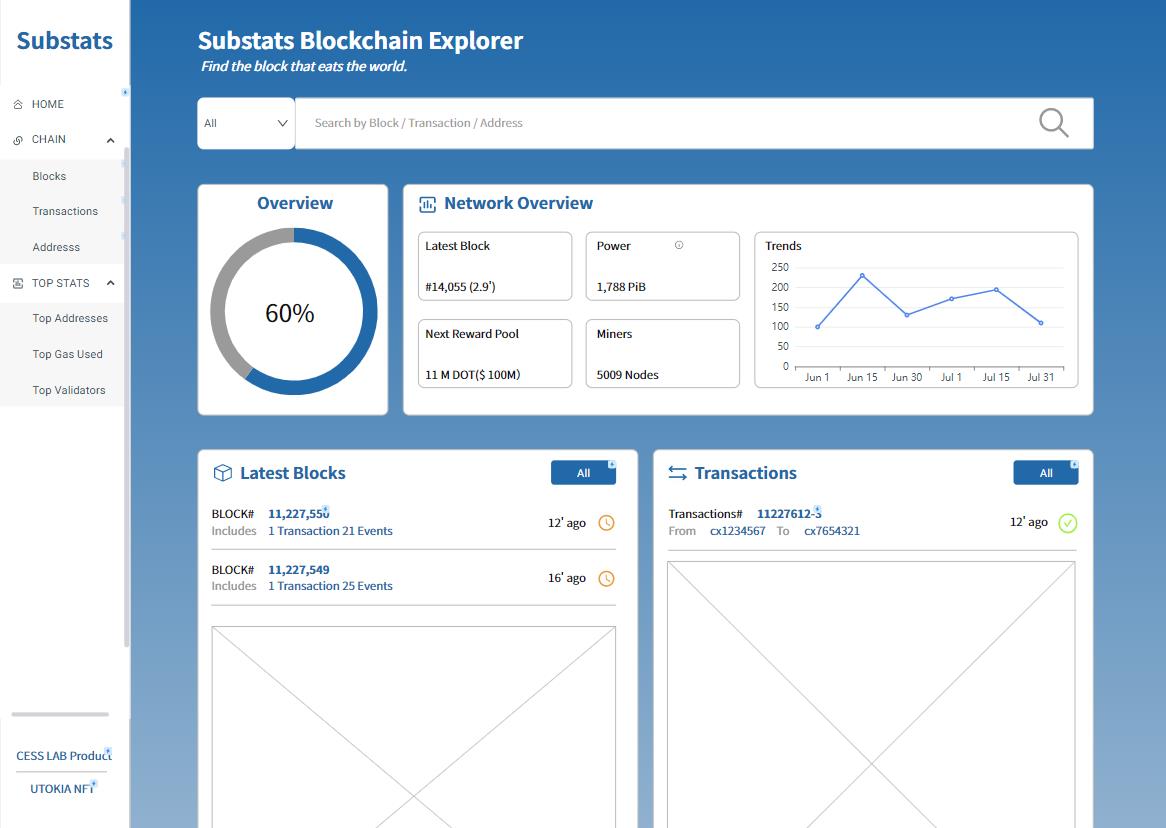 Substats
HOME
CHAIN
Blocks
Transactions
Addresss
TOP STATS
Top Addresses
Top Gas Used
Top Validators
CESS LAB Product
UTOKIA NFT
Substats Blockchain Explorer
Find the block that eats the world.
All
Search by Block / Transaction / Address
Overview
60%
Network Overview
Latest Block
#14,055 (2.9')
Power
1,788 PiB
Next Reward Pool
11 M DOT($ 100M)
Miners
5009 Nodes
Trends
250
200
150
100
50
0
Jun 1 Jun 15 Jun 30 Jul 1 Jul 15 Jul 31
Latest Blocks
All
BLOCK# 11,227,550
Includes 1 Transaction 21 Events
12' ago
BLOCK# 11,227,549
Includes 1 Transaction 25 Events
16' ago
Transactions
All
Transactions# 11227612-3
From cx1234567 To cx7654321
12' ago